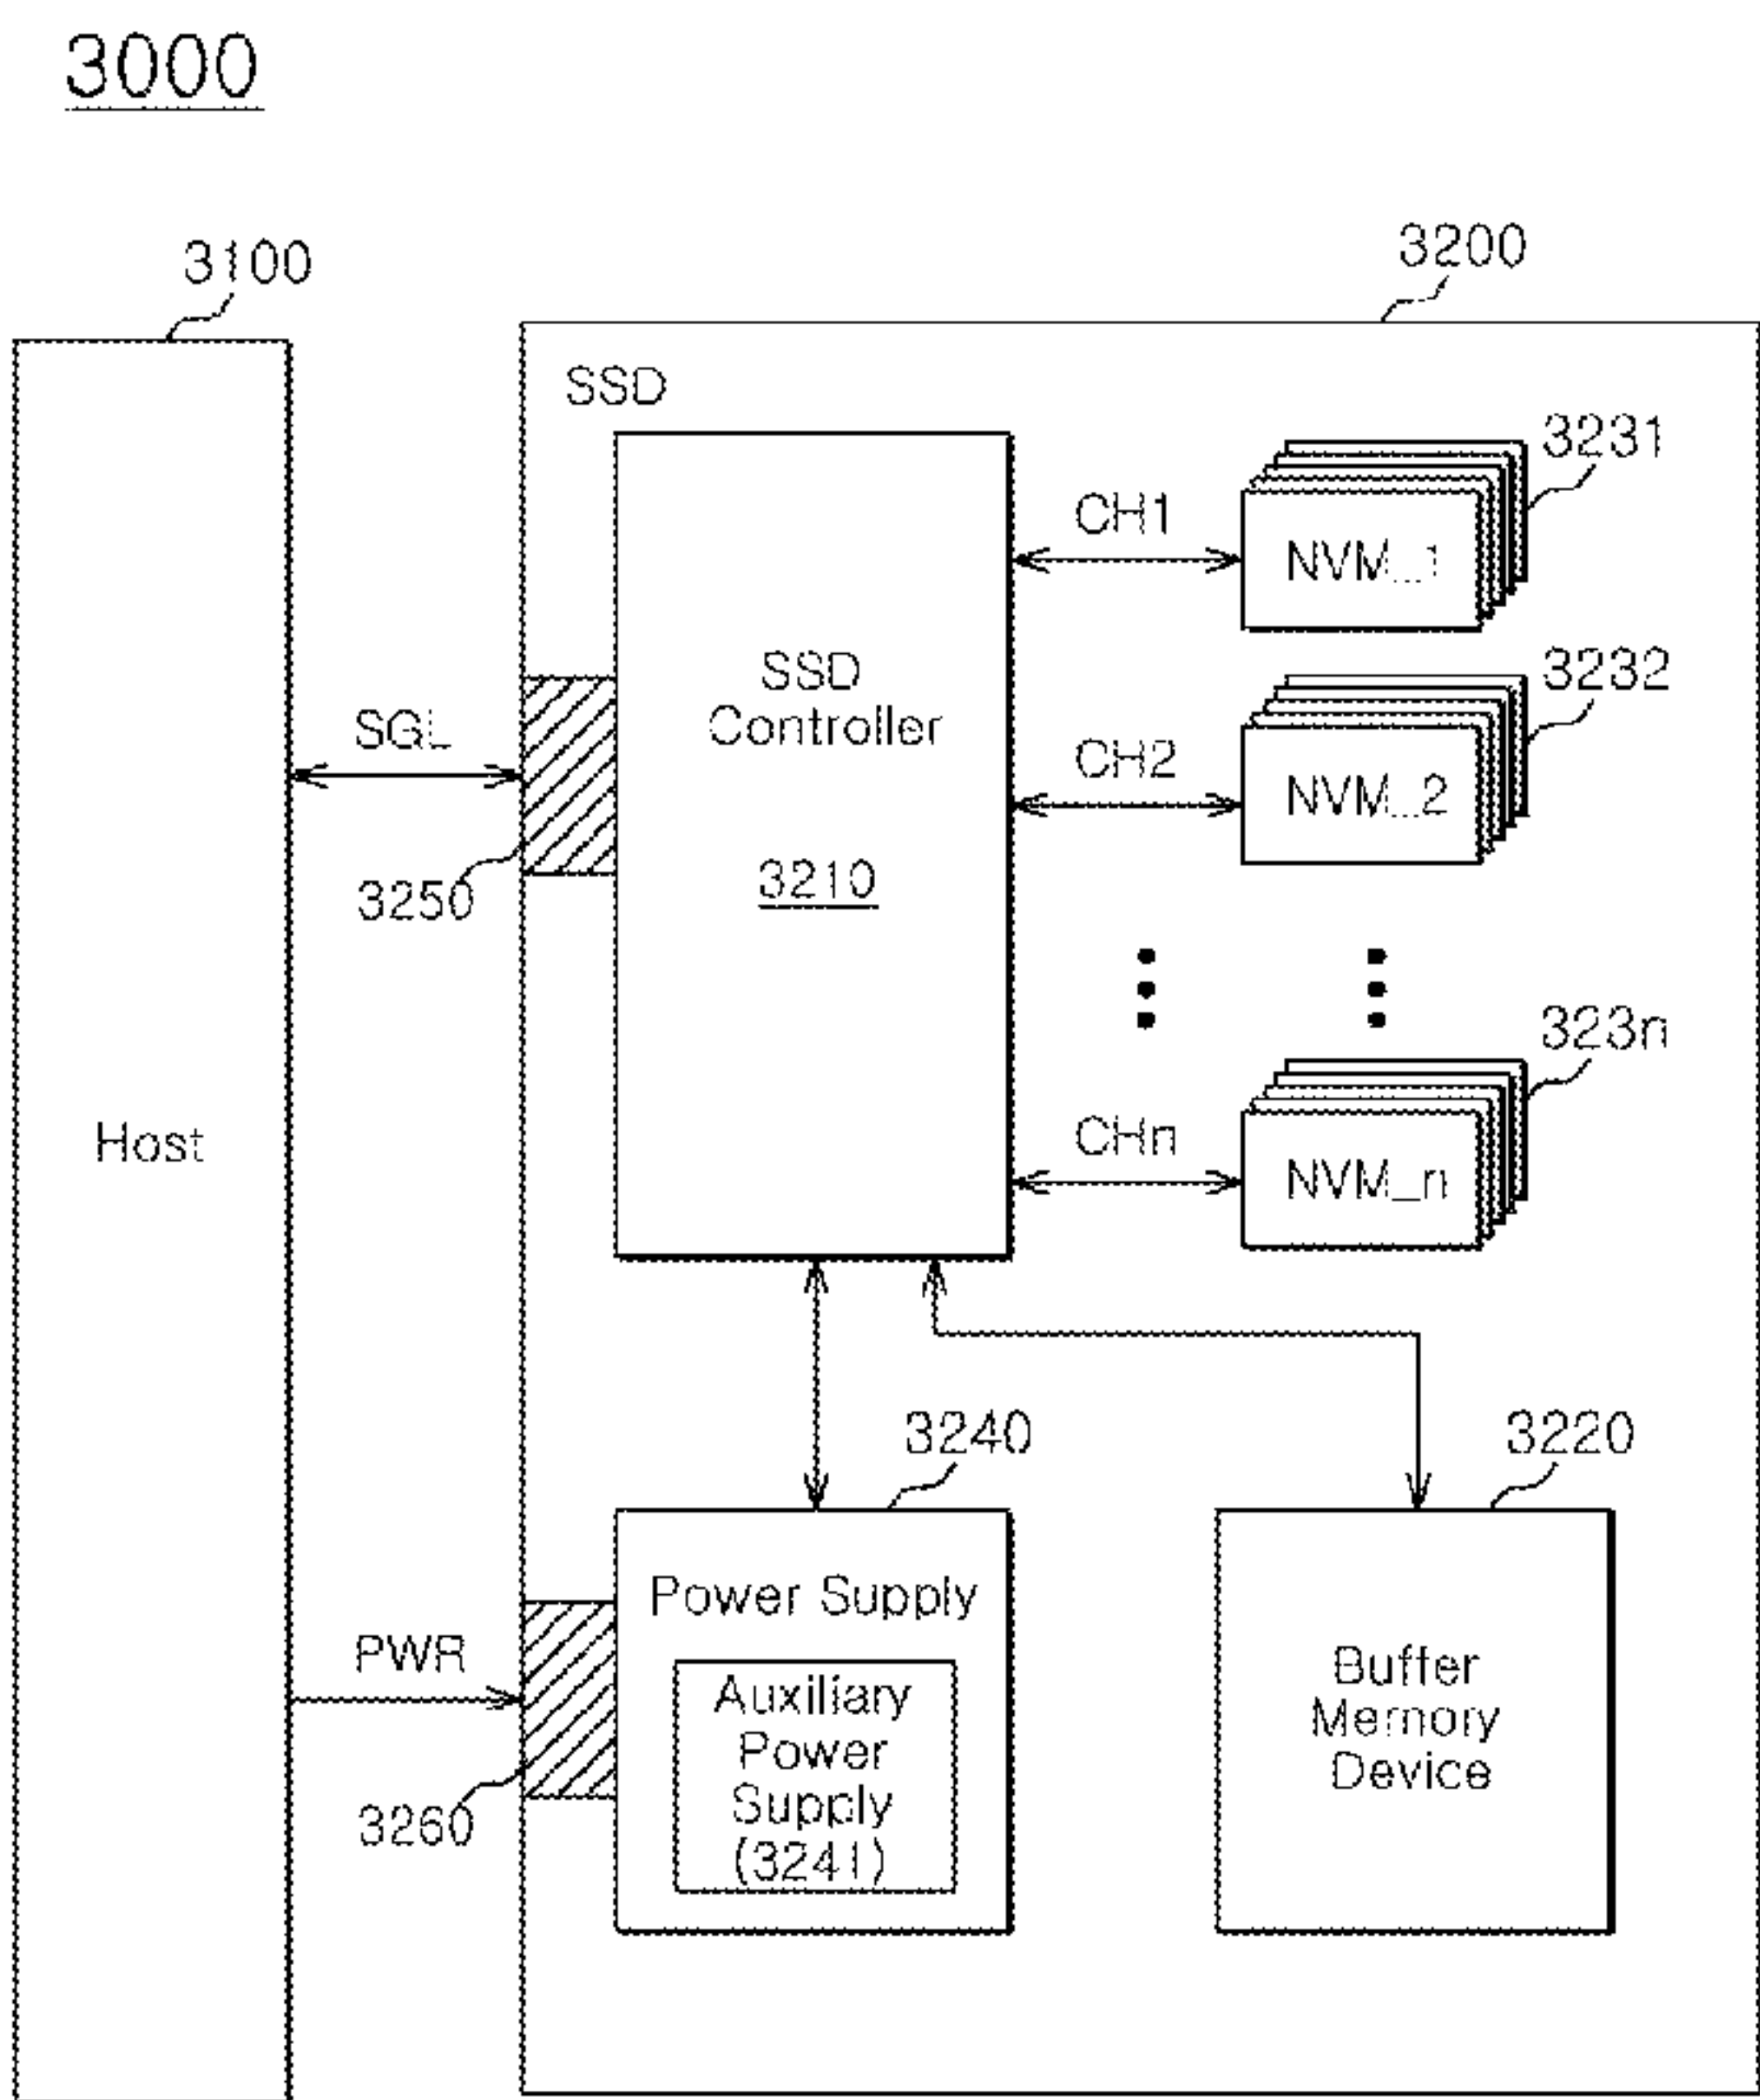 3000
3100
3200
SSD
3231
CH1
NVM_1
SSD
Controller
3210
3232
SGL
CH2
NVM_2
3250
323n
CHn
NVM_n
Host
3240
3220
Power Supply
PWR
Auxiliary
Power
Supply
(3241)
Buffer
Memory
Device
3260